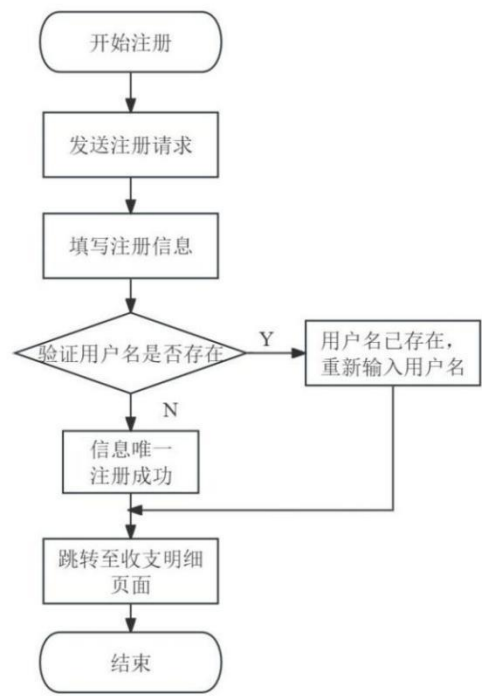 开始注册
发送注册请求
填写注册信息
验证用户名是否存在
Y
用户名已存在，
重新输入用户名
N
信息唯一
注册成功
跳转至收支明细
页面
结束